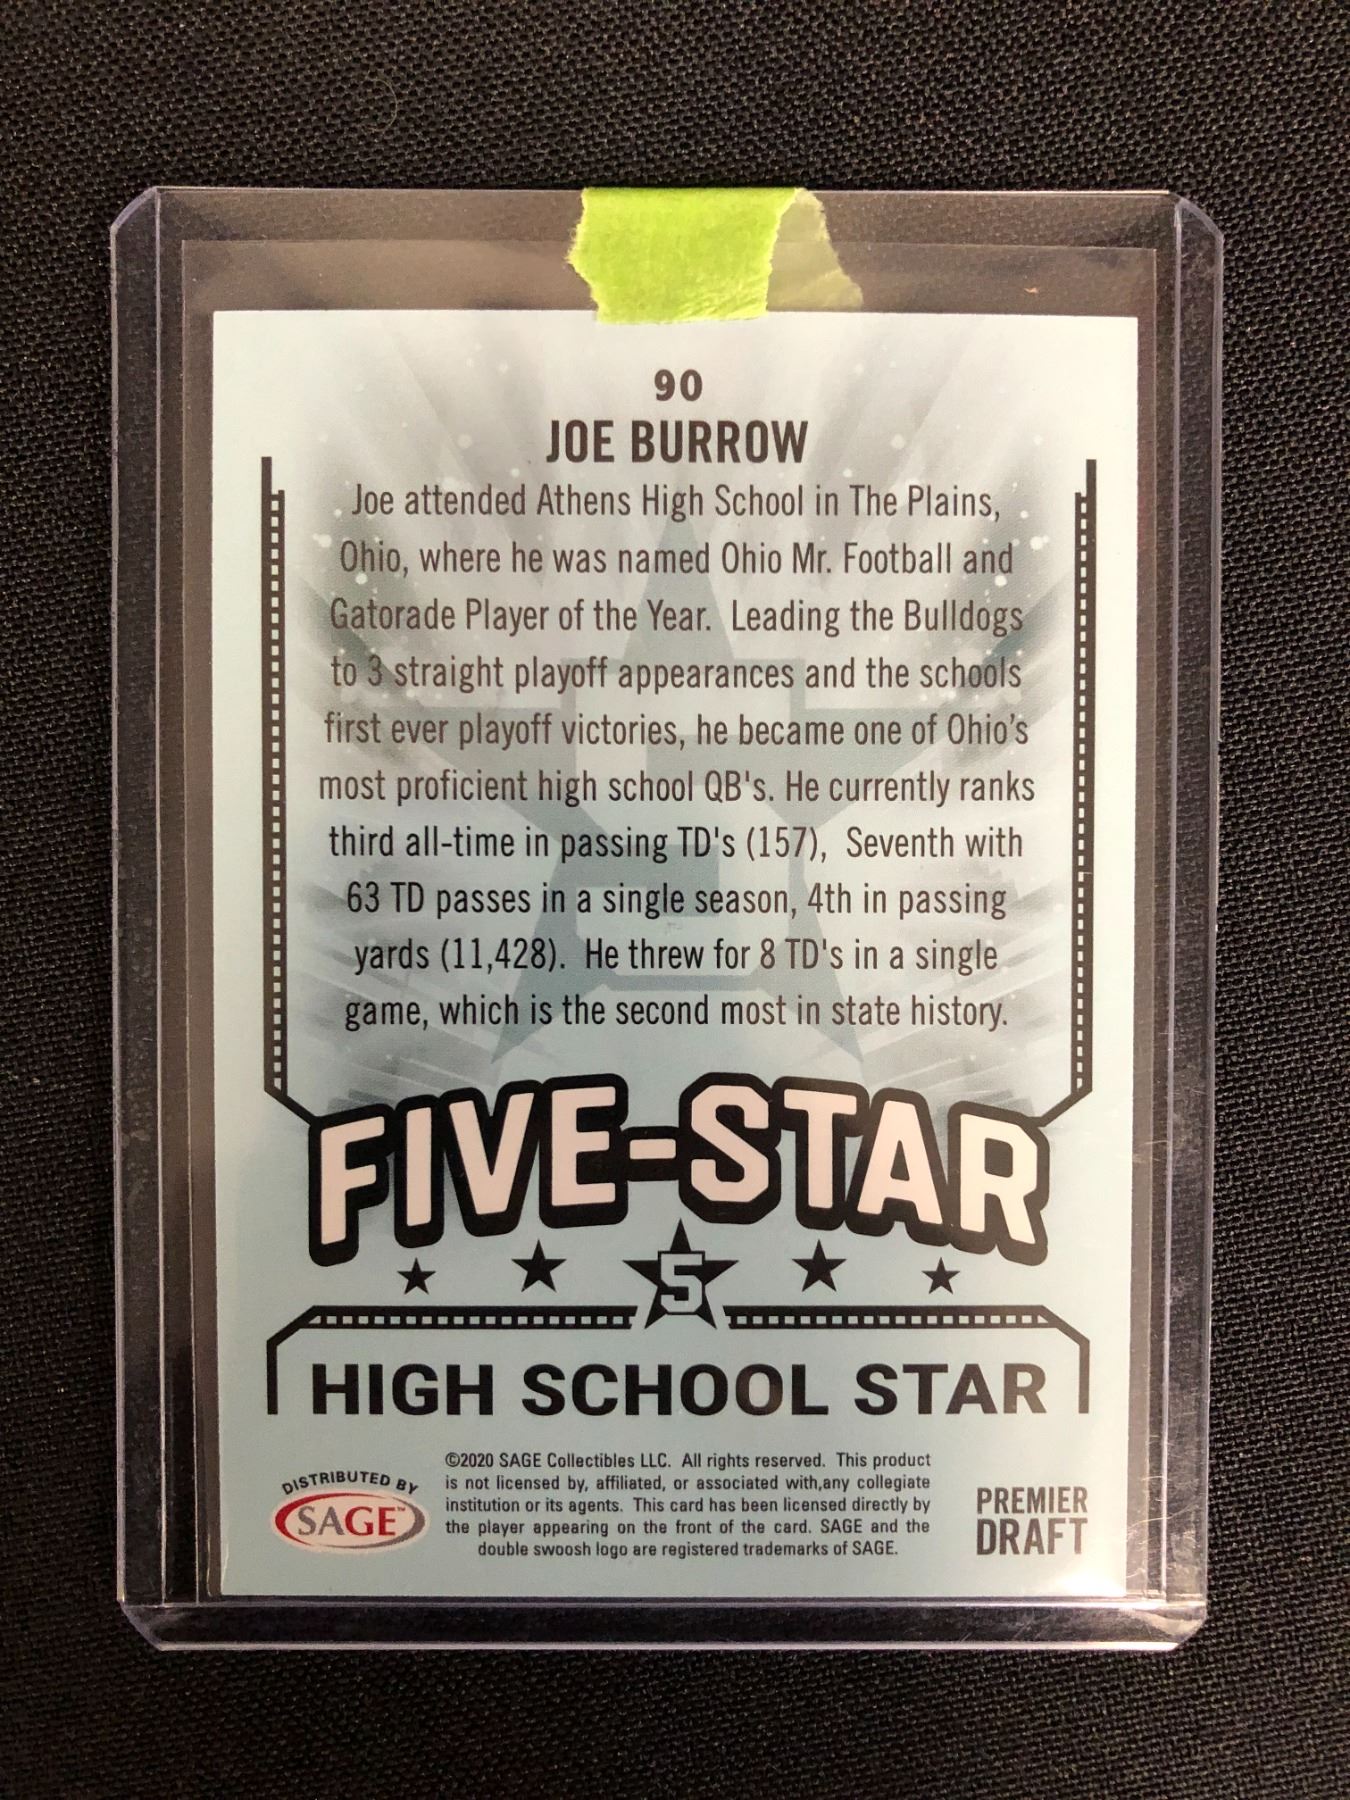 90
JOE BURROW
Joe attended Athens High School in The Plains,
Ohio, where he was named Ohio Mr. Football and
Gatorade Player of the Year.  Leading the Bulldogs
to 3 straight playoff appearances and the schools
first ever playoff victories, he became one of Ohio's
most proficient high school QB's. He currently ranks
third all-time in passing TD's (157),  Seventh with
63 TD passes in a single season, 4th in passing
yards (11,428).  He threw for 8 TD's in a single
game, which is the second most in state history.
FIVE-STAR
5
HIGH SCHOOL STAR
DISTRIBUTED BY
SAGE™
©2020 SAGE Collectibles LLC.  All rights reserved.  This product
is not licensed by, affiliated, or associated with,any collegiate
institution or its agents.  This card has been licensed directly by
the player appearing on the front of the card. SAGE and the
double swoosh logo are registered trademarks of SAGE.
PREMIER
DRAFT